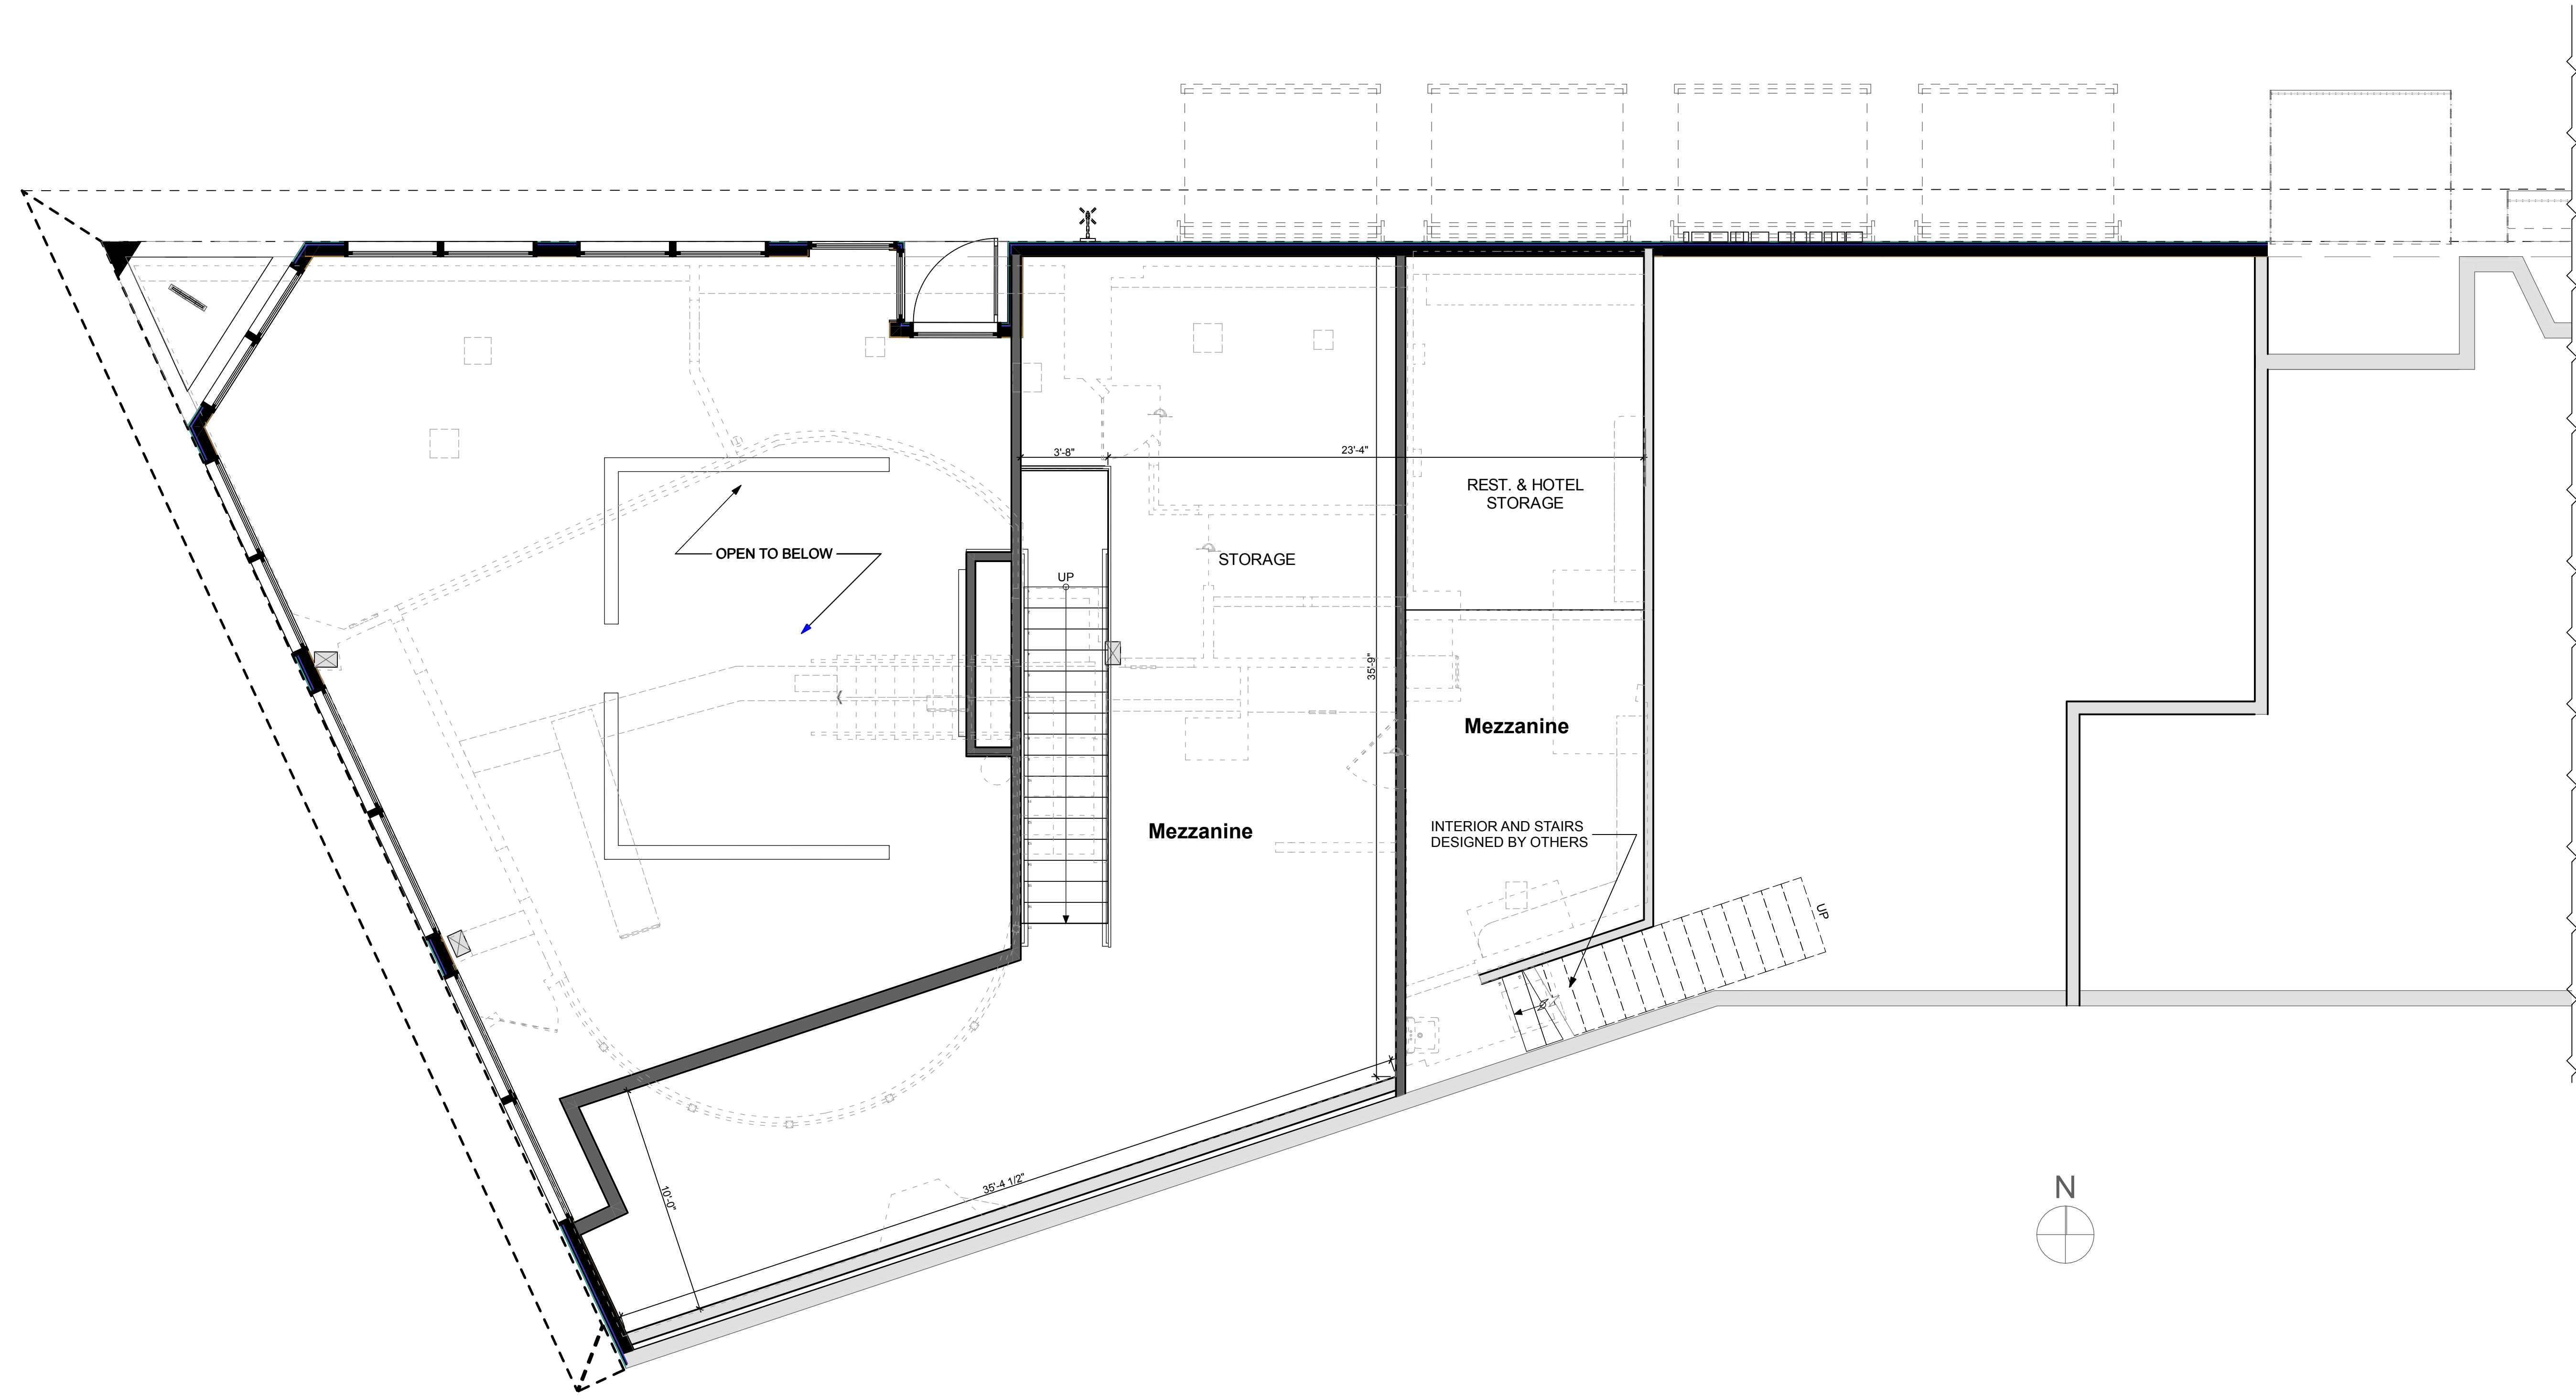 3'-8"
23'-4"
REST. & HOTEL
STORAGE
OPEN TO BELOW
STORAGE
UP
35'-9"
Mezzanine
Mezzanine
INTERIOR AND STAIRS
DESIGNED BY OTHERS
UP
35'-4 1/2"
10'-0"
N